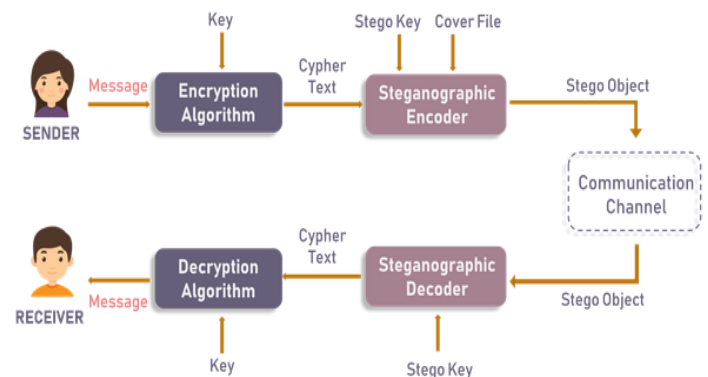 Key
Stego Key
Cover File
Message
Encryption
Algorithm
Cypher
Text
Steganographic
Encoder
Stego Object
SENDER
Communication
Channel
Cypher
Text
Decryption
Algorithm
Steganographic
Decoder
Stego Object
Message
RECEIVER
Key
Stego Key